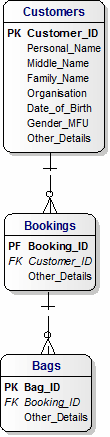 Customers
PK Customer_ID
Personal_Name
Middle_Name
Family_Name
Organisation
Date_of_Birth
Gender_MFU
Other_Details
Bookings
PF Booking_ID
FK Customer_ID
Other_Details
Bags
PK Bag_ID
FK Booking_ID
Other_Details